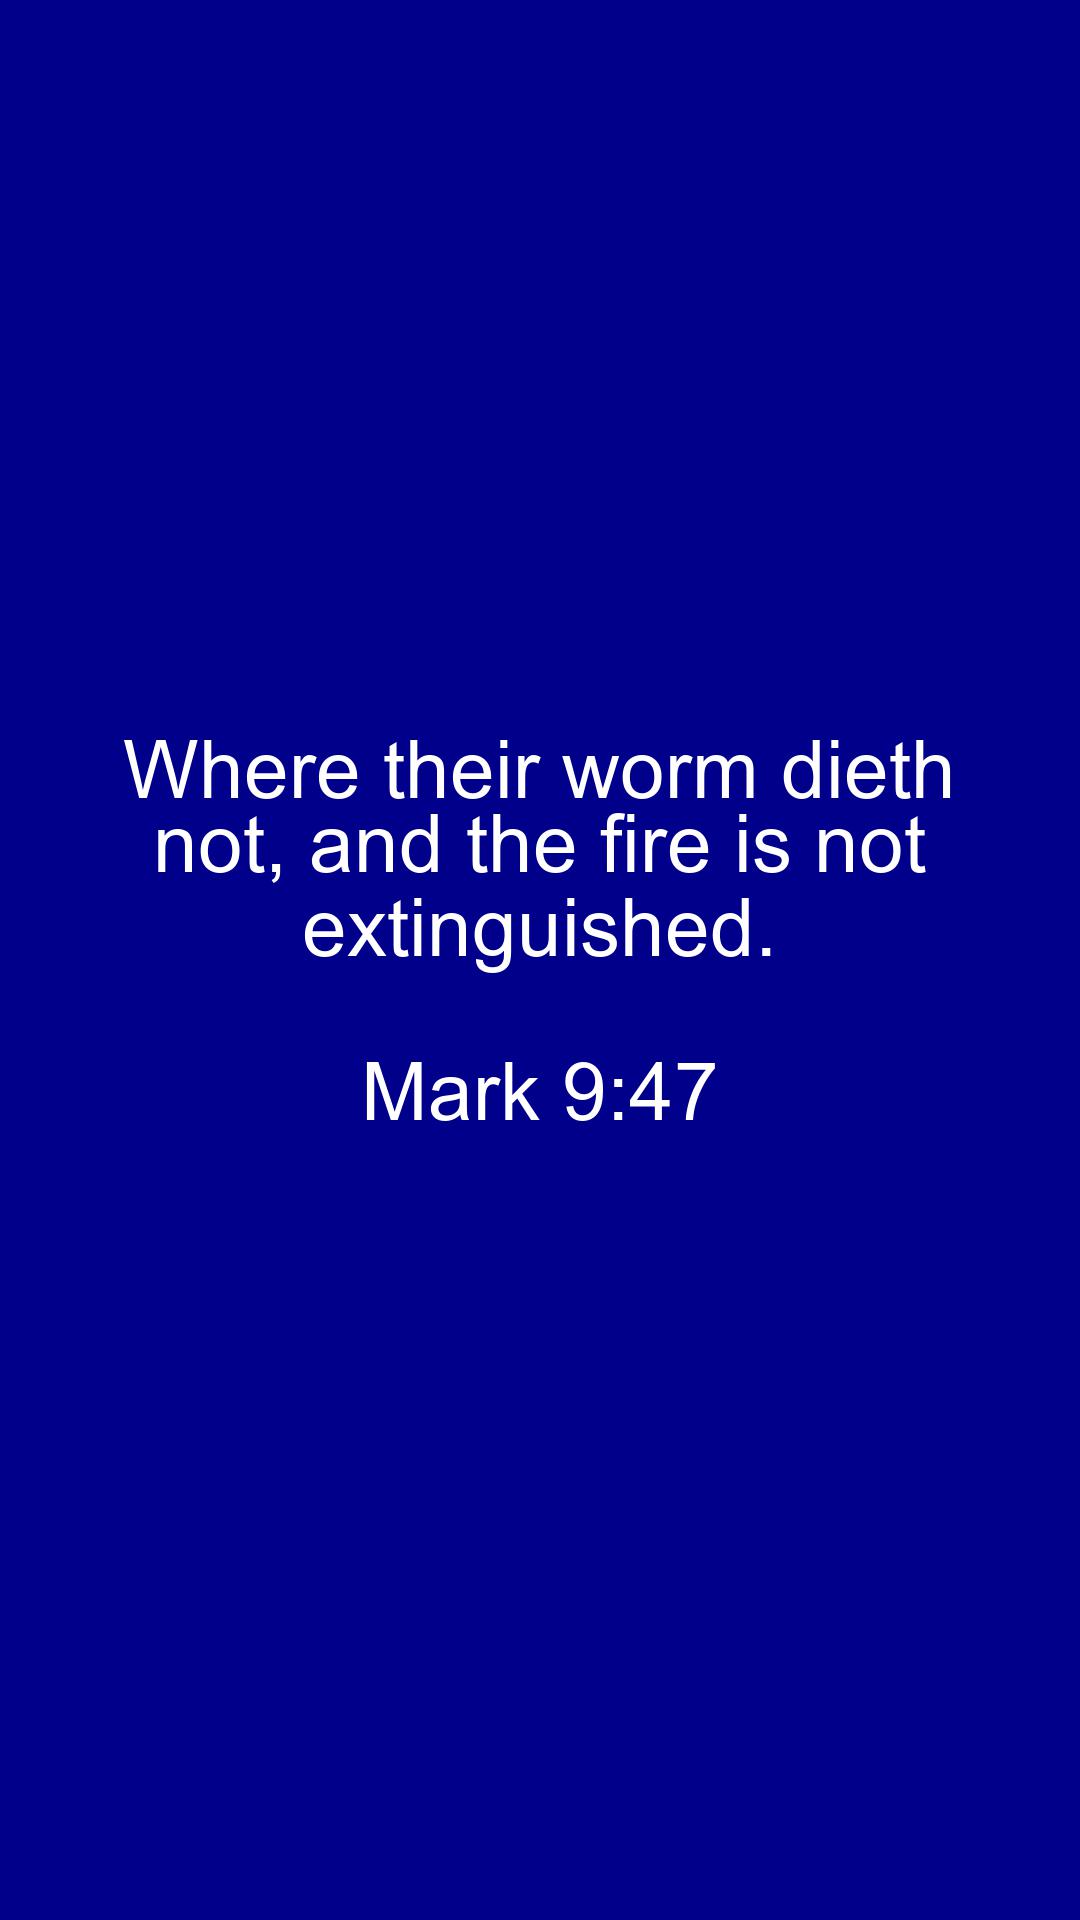 Where their worm dieth
not, and the fire is not
extinguished.
Mark 9:47